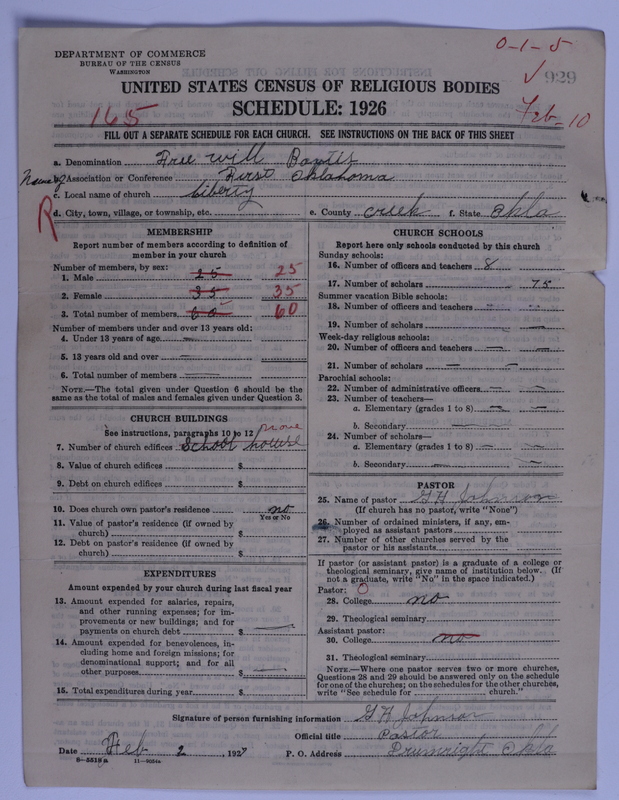 DEPARTMENT OF COMMERCE
BUREAU OF THE CENSUS
WASHINGTON
0-1-5
✓ 929
UNITED STATES CENSUS OF RELIGIOUS BODIES
165 SCHEDULE: 1926 Feb-10
FILL OUT A SEPARATE SCHEDULE FOR EACH CHURCH. SEE INSTRUCTIONS ON THE BACK OF THIS SHEET
a. Denomination Free will Baptis
b. Association or Conference First Oklahoma
c. Local name of church Liberty
R
d. City, town, village, or township, etc. e. County Creek f. State Okla
MEMBERSHIP
Report number of members according to definition of
member in your church
Number of members, by sex:
1. Male 25 25
2. Female 35 35
3. Total number of members 60 60
Number of members under and over 13 years old:
4. Under 13 years of age —
5. 13 years old and over —
6. Total number of members —
NOTE.—The total given under Question 6 should be the
same as the total of males and females given under Question 3.
CHURCH BUILDINGS
See instructions, paragraphs 10 to 12 none
7. Number of church edifices School house
8. Value of church edifices $
9. Debt on church edifices $
10. Does church own pastor's residence no
Yes or No
11. Value of pastor's residence (if owned by
church) $
12. Debt on pastor's residence (if owned by
church) $
EXPENDITURES
Amount expended by your church during last fiscal year
13. Amount expended for salaries, repairs,
and other running expenses; for im-
provements or new buildings; and for
payments on church debt $ —
14. Amount expended for benevolences, in-
cluding home and foreign missions; for
denominational support; and for all
other purposes $ —
15. Total expenditures during year $
CHURCH SCHOOLS
Report here only schools conducted by this church
Sunday schools:
16. Number of officers and teachers 8
17. Number of scholars 75
Summer vacation Bible schools:
18. Number of officers and teachers — —
19. Number of scholars — —
Week-day religious schools:
20. Number of officers and teachers — —
21. Number of scholars — —
Parochial schools:
22. Number of administrative officers — —
23. Number of teachers—
a. Elementary (grades 1 to 8) — —
b. Secondary — —
24. Number of scholars—
a. Elementary (grades 1 to 8) — —
b. Secondary — —
PASTOR
25. Name of pastor G H Johnson
(If church has no pastor, write "None")
26. Number of ordained ministers, if any, em-
ployed as assistant pastors
27. Number of other churches served by the
pastor or his assistants
If pastor (or assistant pastor) is a graduate of a college or
theological seminary, give name of institution below. (If
not a graduate, write "No" in the space indicated.)
Pastor: 0
28. College no
29. Theological seminary
Assistant pastor:
30. College no
31. Theological seminary
NOTE.—Where one pastor serves two or more churches,
Questions 28 and 29 should be answered only on the schedule
for one of the churches; on the schedules for the other churches,
write "See schedule for church."
Signature of person furnishing information G H Johnson
Official title Pastor
Date Feb 2, 1927 P. O. Address Drumright Okla
8—5513a 11—9054a